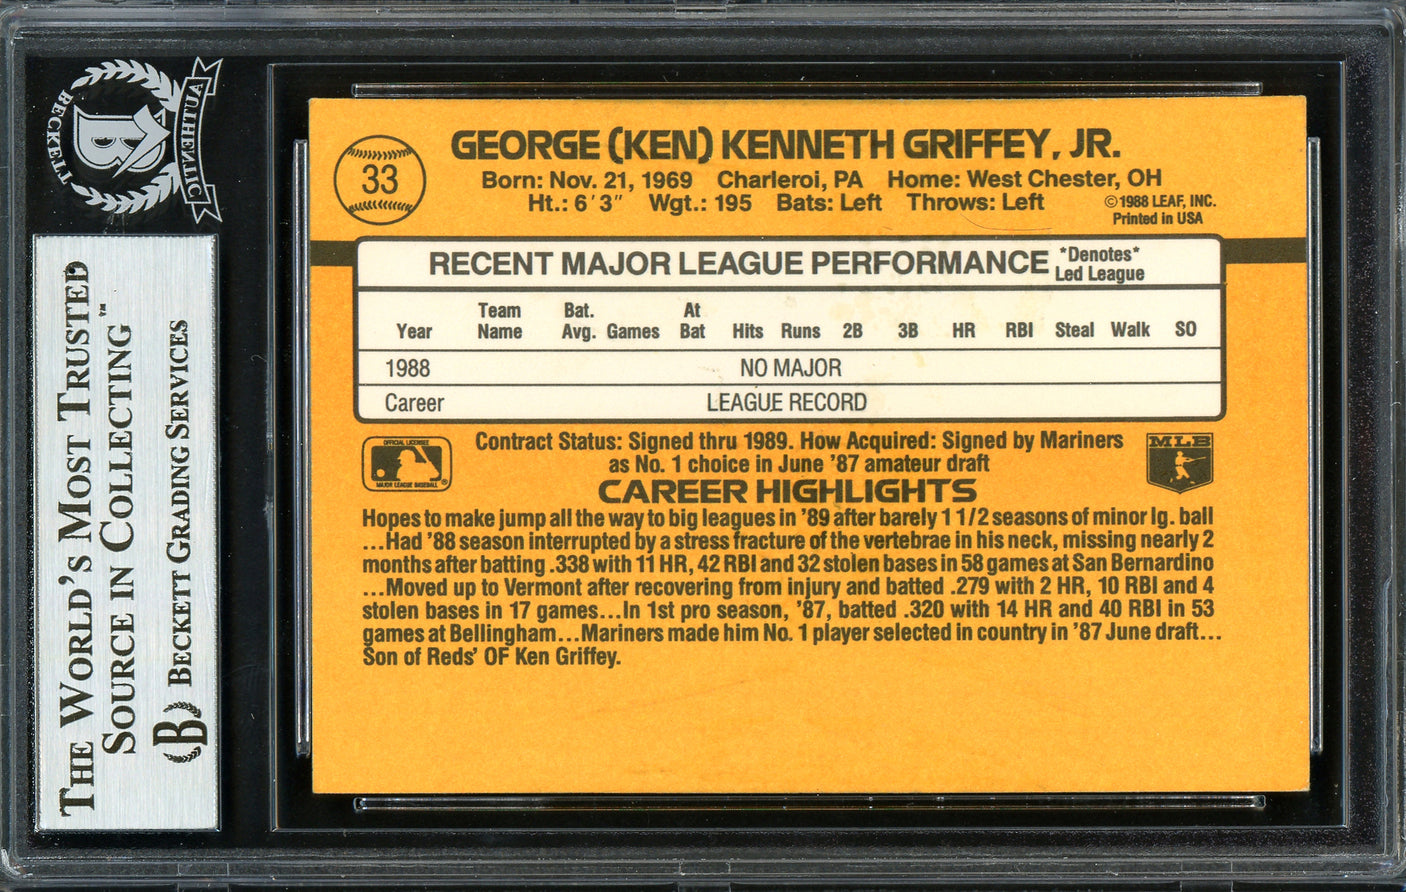 BECKETT
AUTHENTIC
B
THE WORLD'S MOST TRUSTED
SOURCE IN COLLECTING™
B BECKETT GRADING SERVICES
33
GEORGE (KEN) KENNETH GRIFFEY, JR.
Born: Nov. 21, 1969 Charleroi, PA Home: West Chester, OH
Ht.: 6'3" Wgt.: 195 Bats: Left Throws: Left
©1988 LEAF, INC.
Printed in USA
RECENT MAJOR LEAGUE PERFORMANCE *Denotes*
Led League
Year Team Name Bat. Avg. Games At Bat Hits Runs 2B 3B HR RBI Steal Walk SO
1988 NO MAJOR
Career LEAGUE RECORD
OFFICIAL LICENSEE
MAJOR LEAGUE BASEBALL ®
Contract Status: Signed thru 1989. How Acquired: Signed by Mariners
as No. 1 choice in June '87 amateur draft
MLB
CAREER HIGHLIGHTS
Hopes to make jump all the way to big leagues in '89 after barely 1 1/2 seasons of minor lg. ball
...Had '88 season interrupted by a stress fracture of the vertebrae in his neck, missing nearly 2
months after batting .338 with 11 HR, 42 RBI and 32 stolen bases in 58 games at San Bernardino
...Moved up to Vermont after recovering from injury and batted .279 with 2 HR, 10 RBI and 4
stolen bases in 17 games...In 1st pro season, '87, batted .320 with 14 HR and 40 RBI in 53
games at Bellingham...Mariners made him No. 1 player selected in country in '87 June draft...
Son of Reds' OF Ken Griffey.